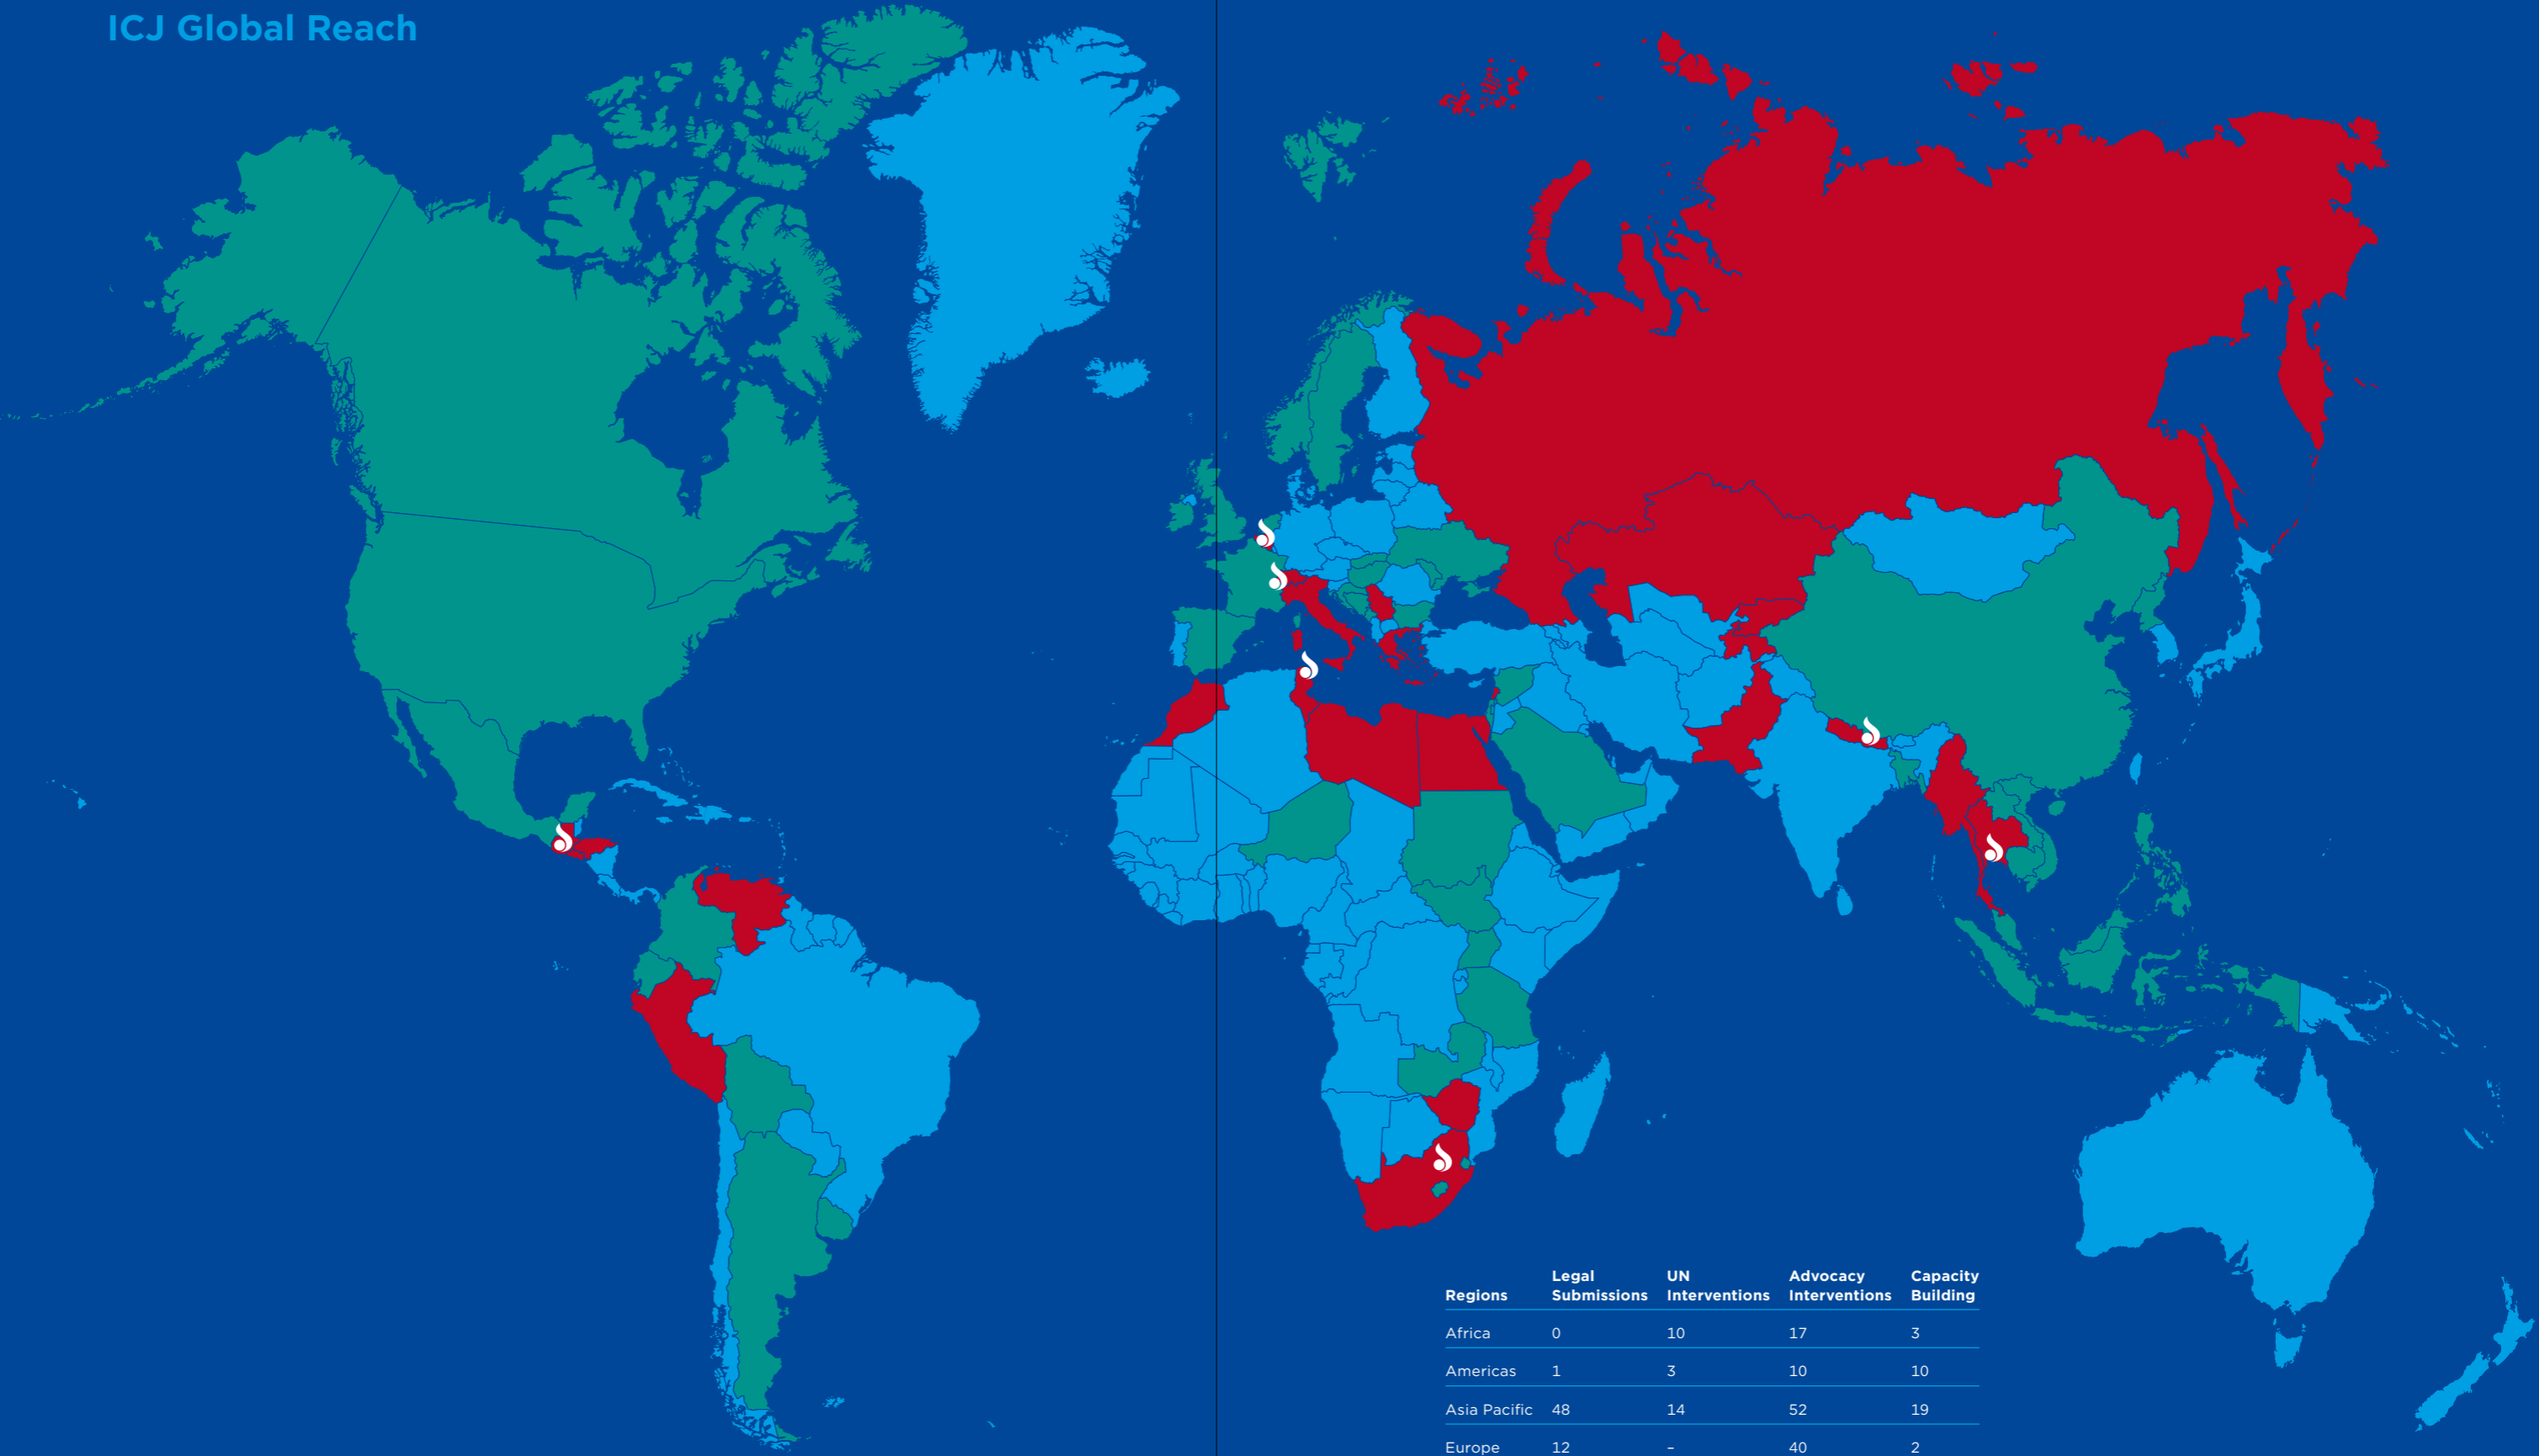 ICJ Global Reach
Regions Legal Submissions UN Interventions Advocacy Interventions Capacity Building
Africa 0 10 17 3
Americas 1 3 10 10
Asia Pacific 48 14 52 19
Europe 12 – 40 2